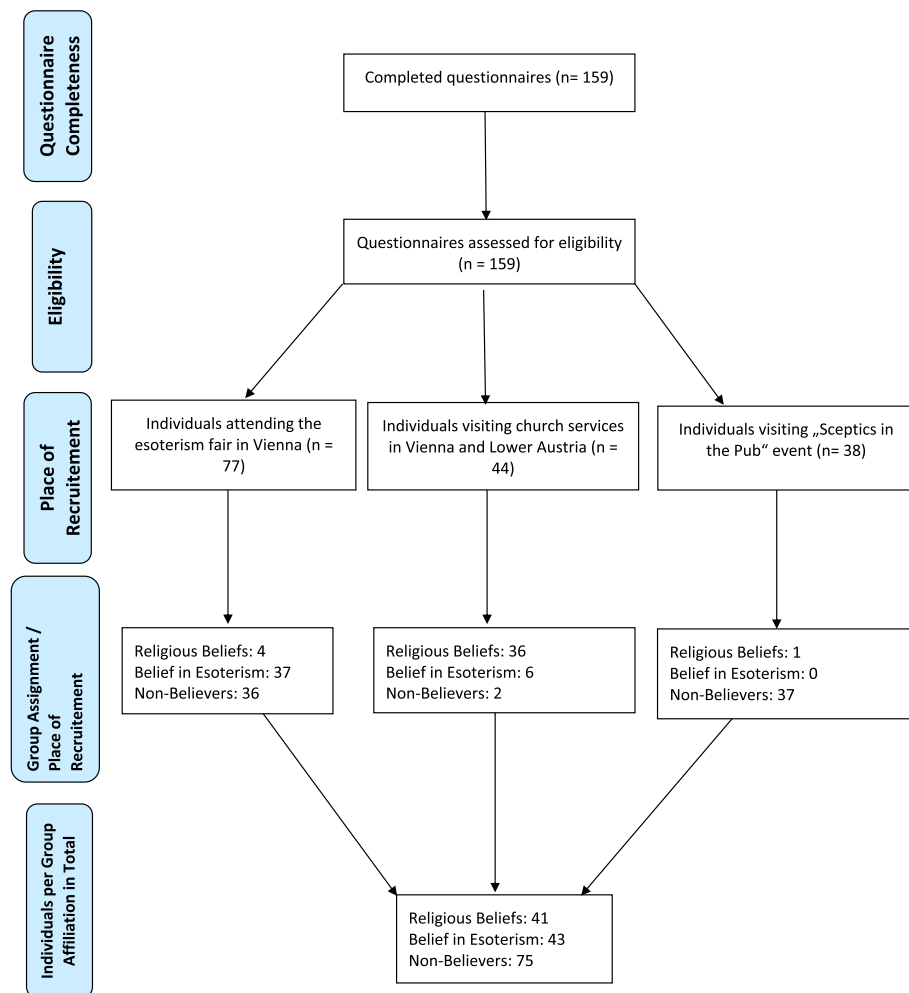 Questionnaire
Completeness
Completed questionnaires (n= 159)
Eligibility
Questionnaires assessed for eligibility
(n = 159)
Place of
Recruitement
Individuals attending the
esoterism fair in Vienna (n =
77)
Individuals visiting church services
in Vienna and Lower Austria (n =
44)
Individuals visiting „Sceptics in
the Pub“ event (n= 38)
Group Assignment /
Place of
Recruitement
Religious Beliefs: 4
Belief in Esoterism: 37
Non-Believers: 36
Religious Beliefs: 36
Belief in Esoterism: 6
Non-Believers: 2
Religious Beliefs: 1
Belief in Esoterism: 0
Non-Believers: 37
Individuals per Group
Affiliation in Total
Religious Beliefs: 41
Belief in Esoterism: 43
Non-Believers: 75